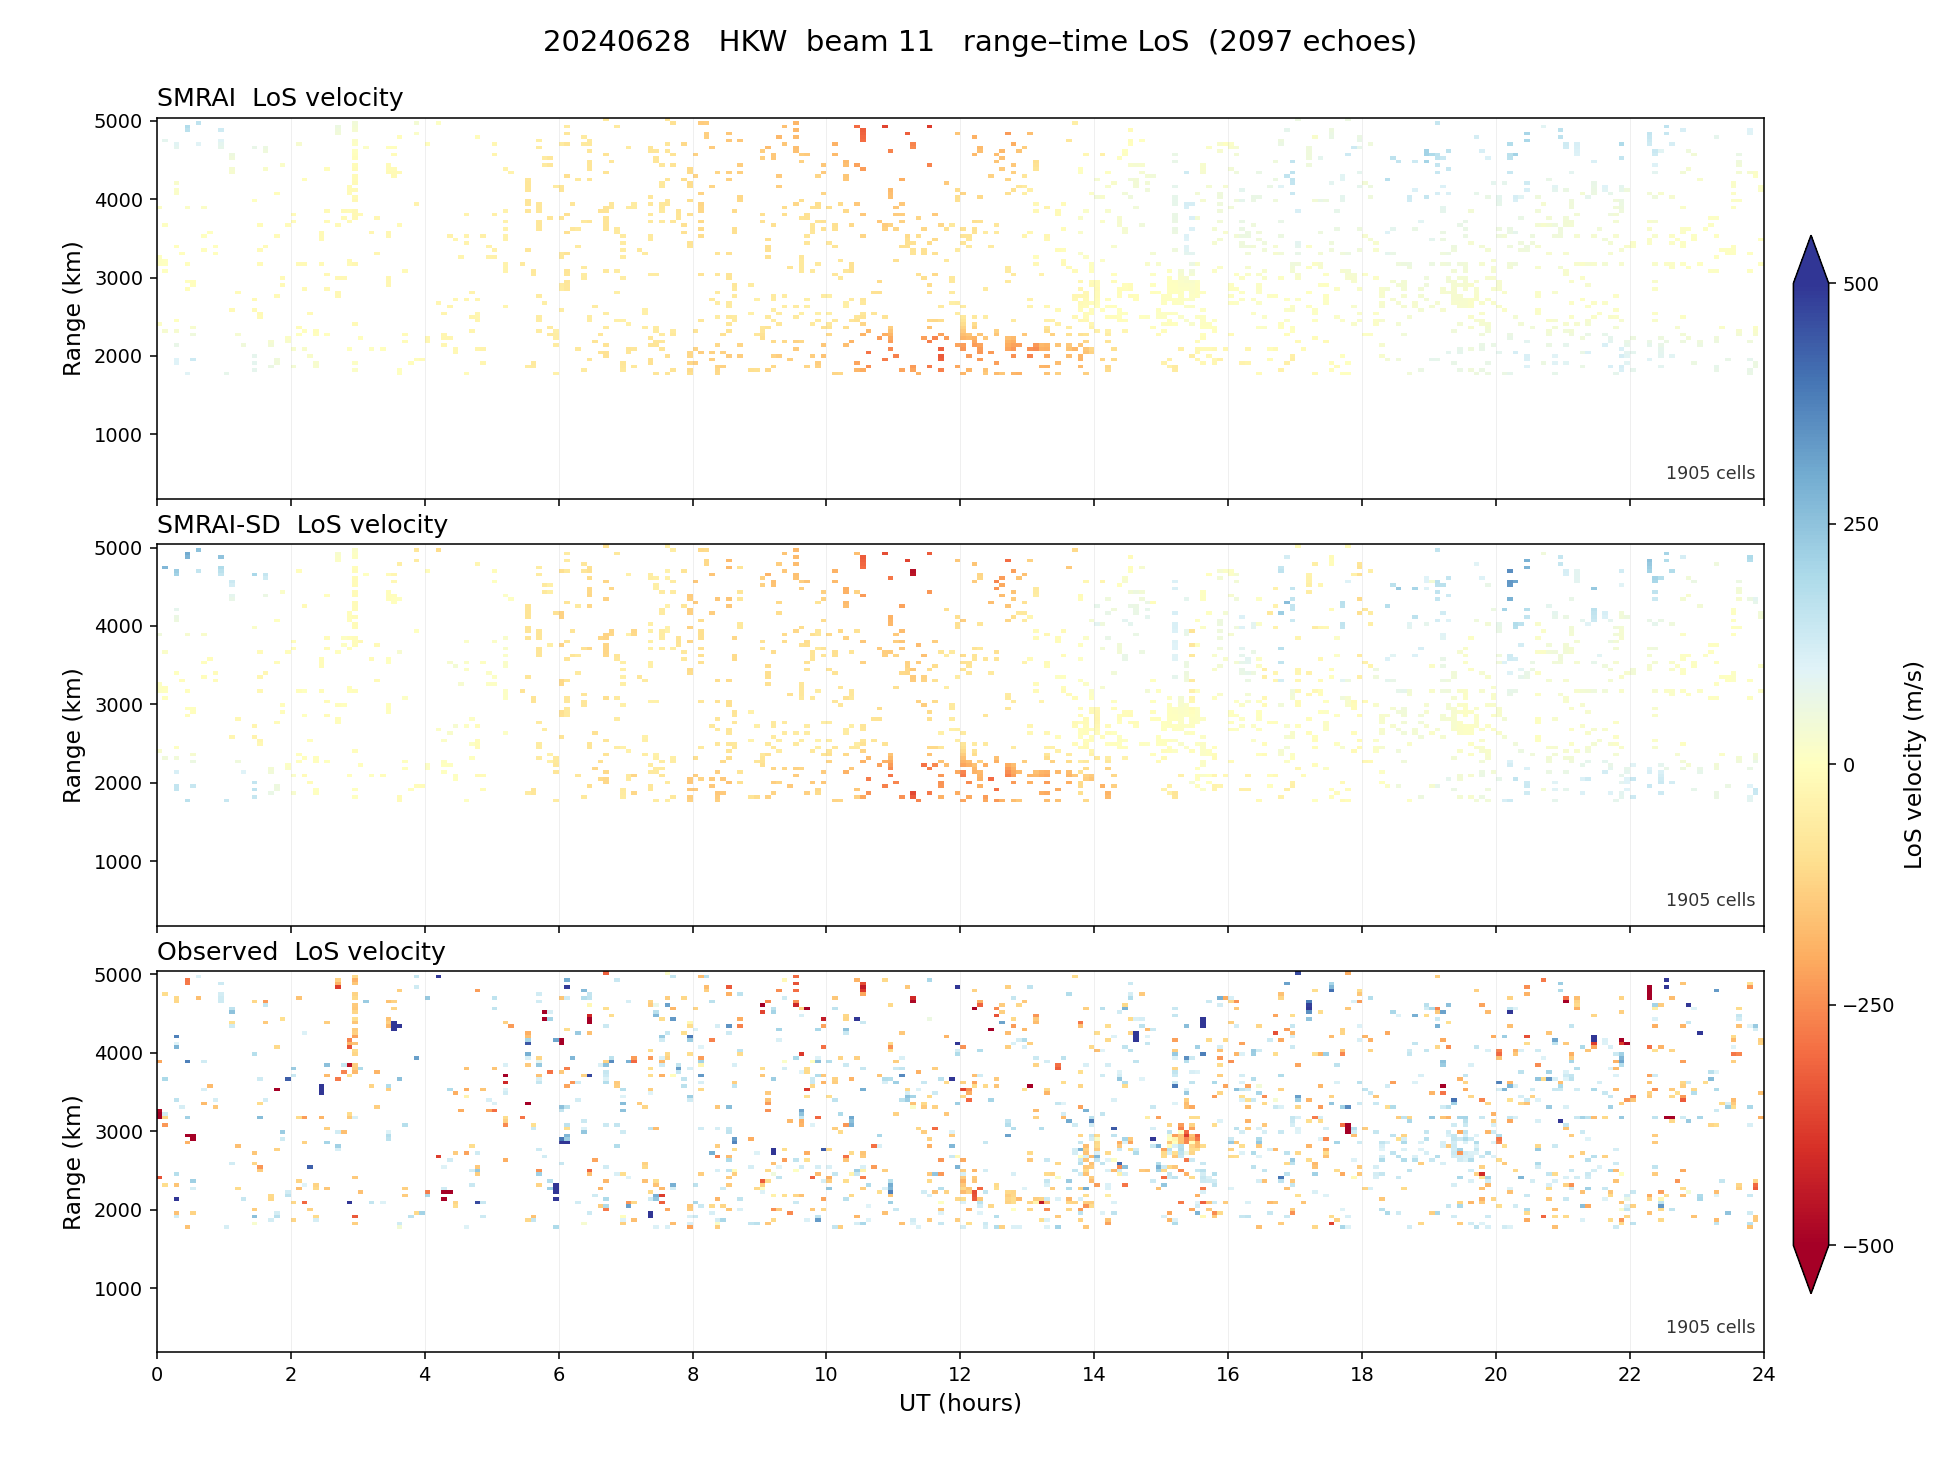 20240628   HKW  beam 11   range–time LoS  (2097 echoes)
SMRAI  LoS velocity
5000
4000
3000
2000
1000
Range (km)
1905 cells
SMRAI-SD  LoS velocity
5000
4000
3000
2000
1000
Range (km)
1905 cells
Observed  LoS velocity
5000
4000
3000
2000
1000
Range (km)
1905 cells
0 2 4 6 8 10 12 14 16 18 20 22 24
UT (hours)
500
250
0
−250
−500
LoS velocity (m/s)